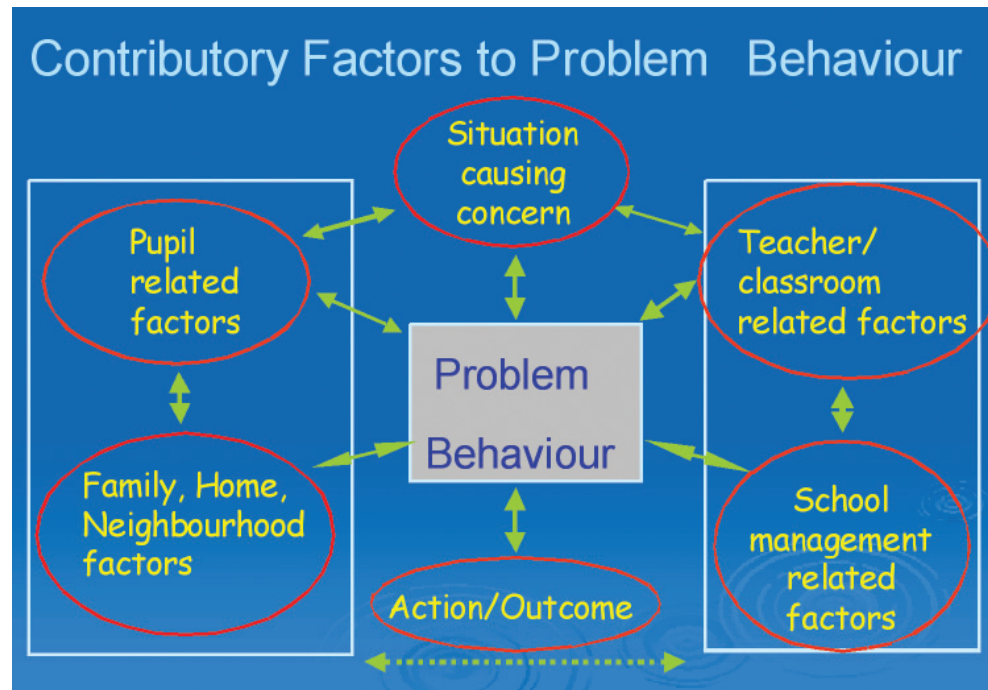 Contributory Factors to Problem Behaviour
Situation
causing
concern
Pupil
related
factors
Teacher/
classroom
related factors
Problem
Behaviour
Family, Home,
Neighbourhood
factors
School
management
related
factors
Action/Outcome